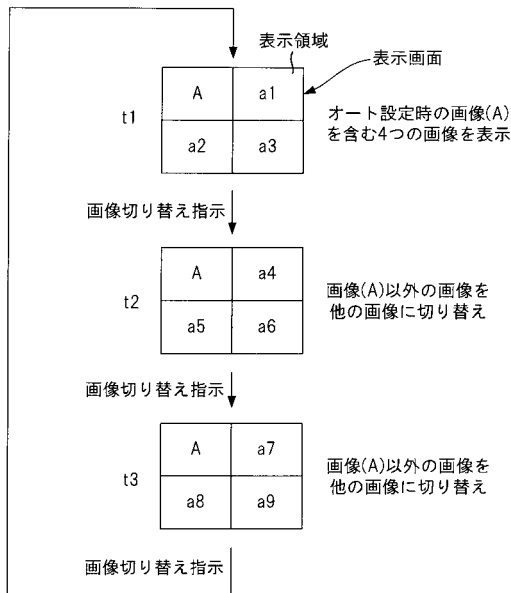 表示領域
表示画面
t1
A
a1
a2
a3
オート設定時の画像(A)
を含む4つの画像を表示
画像切り替え指示
t2
A
a4
a5
a6
画像(A)以外の画像を
他の画像に切り替え
画像切り替え指示
t3
A
a7
a8
a9
画像(A)以外の画像を
他の画像に切り替え
画像切り替え指示